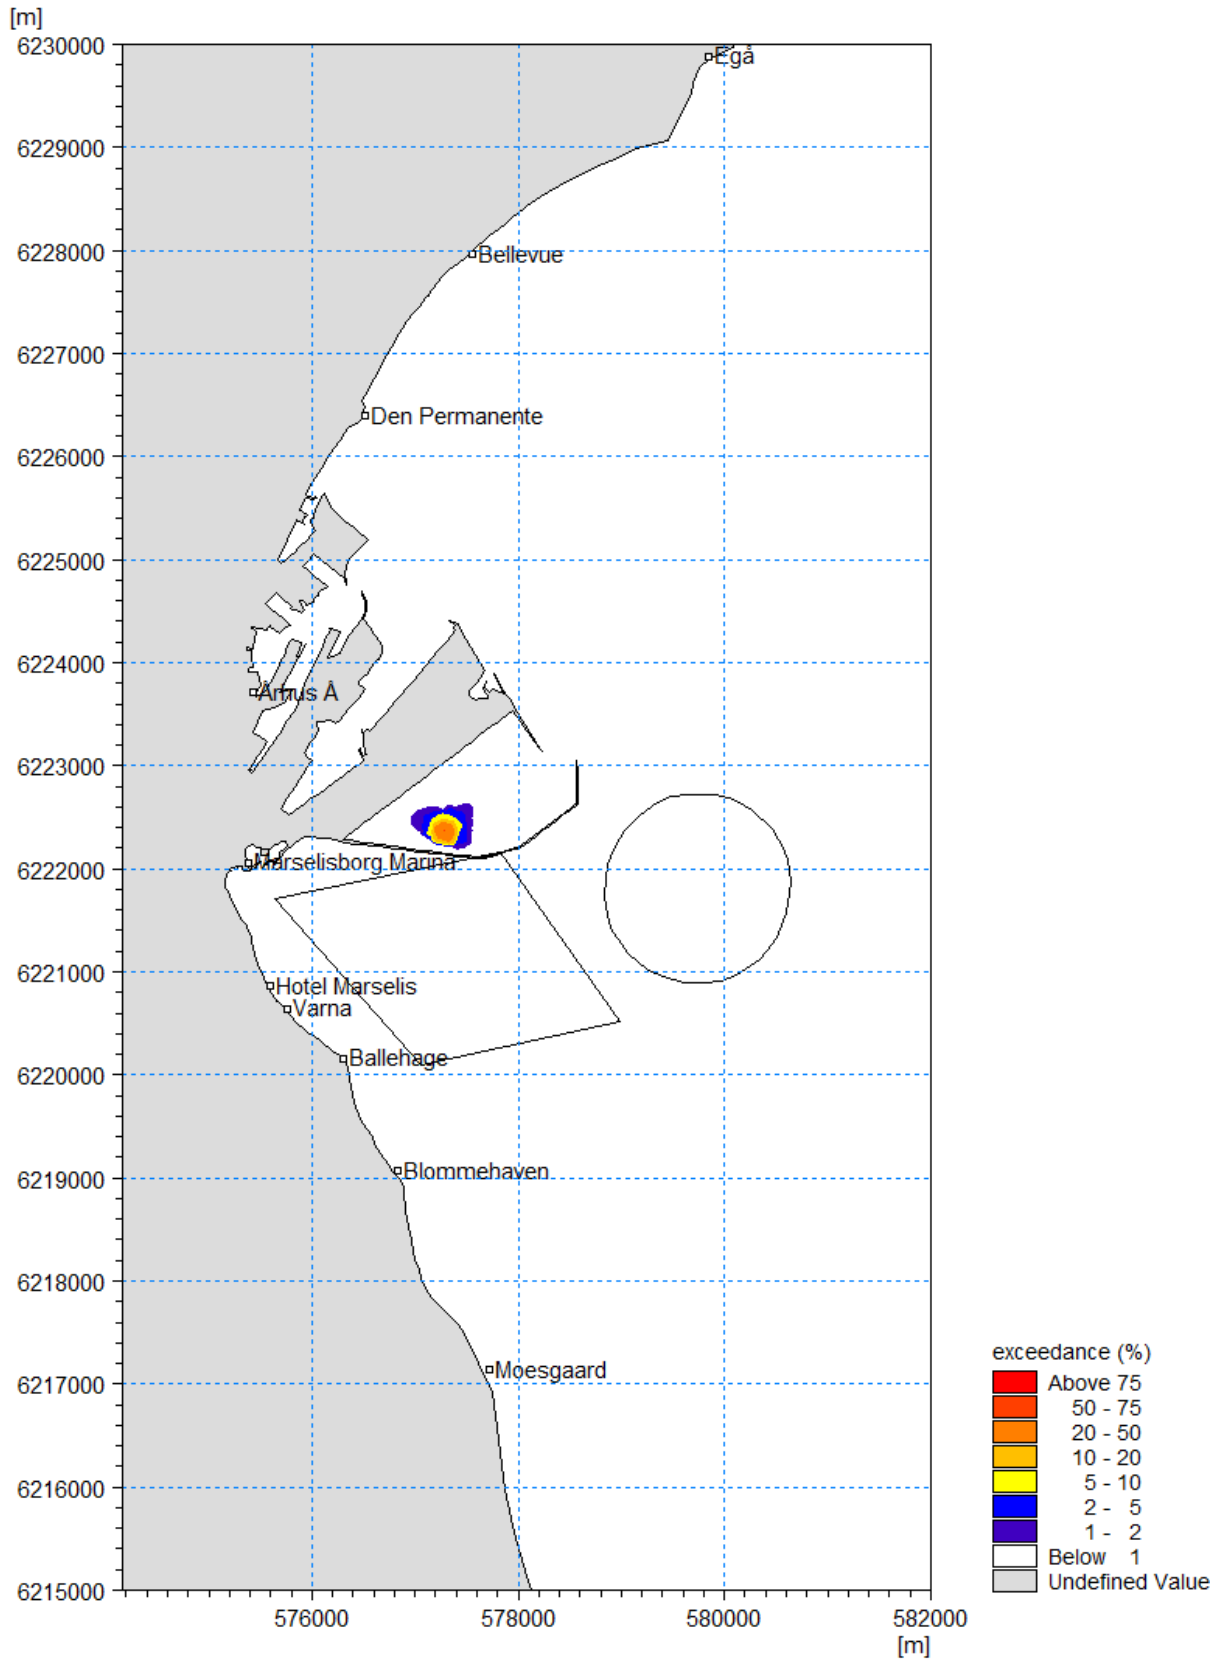 [m]
6230000
Egå
6229000
6228000
Bellevue
6227000
Den Permanente
6226000
6225000
6224000
Århus Å
6223000
6222000
Marselisborg Marina
6221000
Hotel Marselis
Varna
6220000
Ballehage
6219000
Blommehaven
6218000
6217000
Moesgaard
6216000
6215000
576000 578000 580000 582000
[m]
exceedance (%)
Above 75
50 - 75
20 - 50
10 - 20
5 - 10
2 - 5
1 - 2
Below 1
Undefined Value